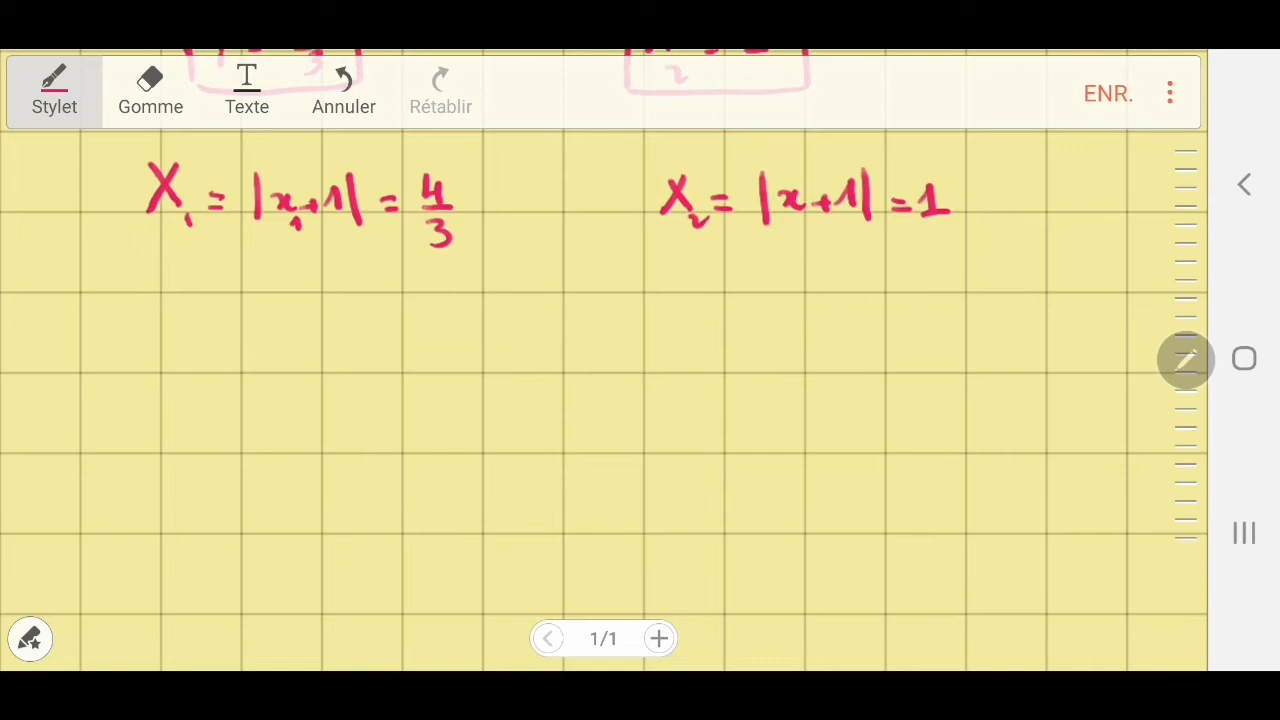 Stylet Gomme Texte Annuler Rétablir ENR.
X₁ = |x₁+1| = 4/3
X₂ = |x+1| = 1
1/1